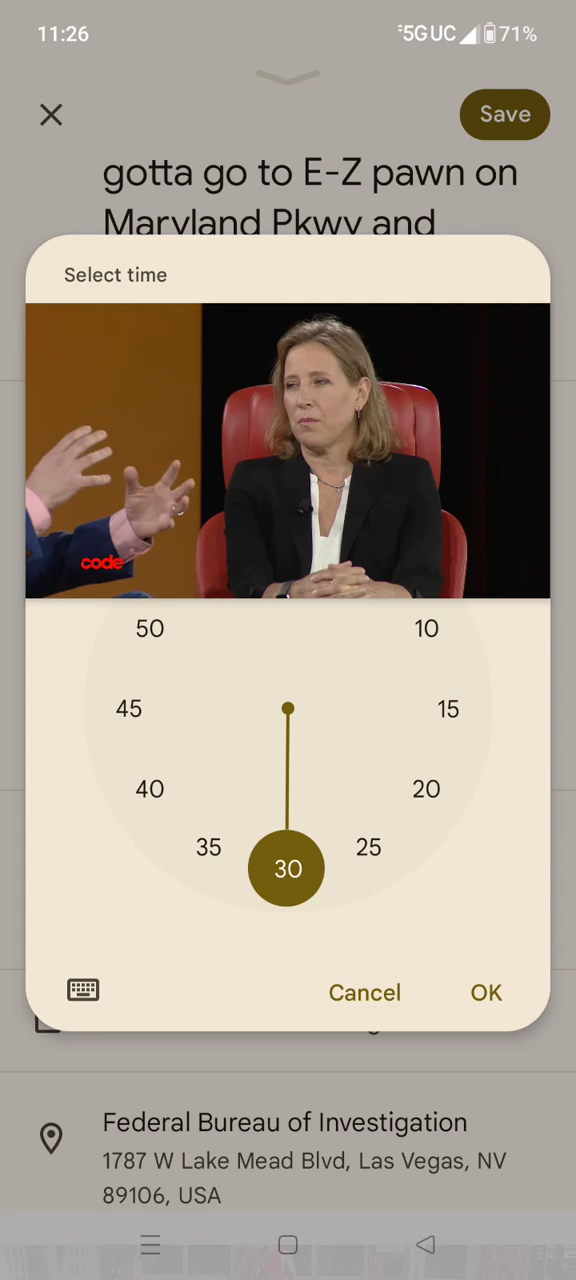 11:26
5G UC 71%
Save
gotta go to E-Z pawn on
Maryland Pkwy and
Select time
code
50
10
45
15
40
20
35
25
30
Cancel
OK
Federal Bureau of Investigation
1787 W Lake Mead Blvd, Las Vegas, NV
89106, USA